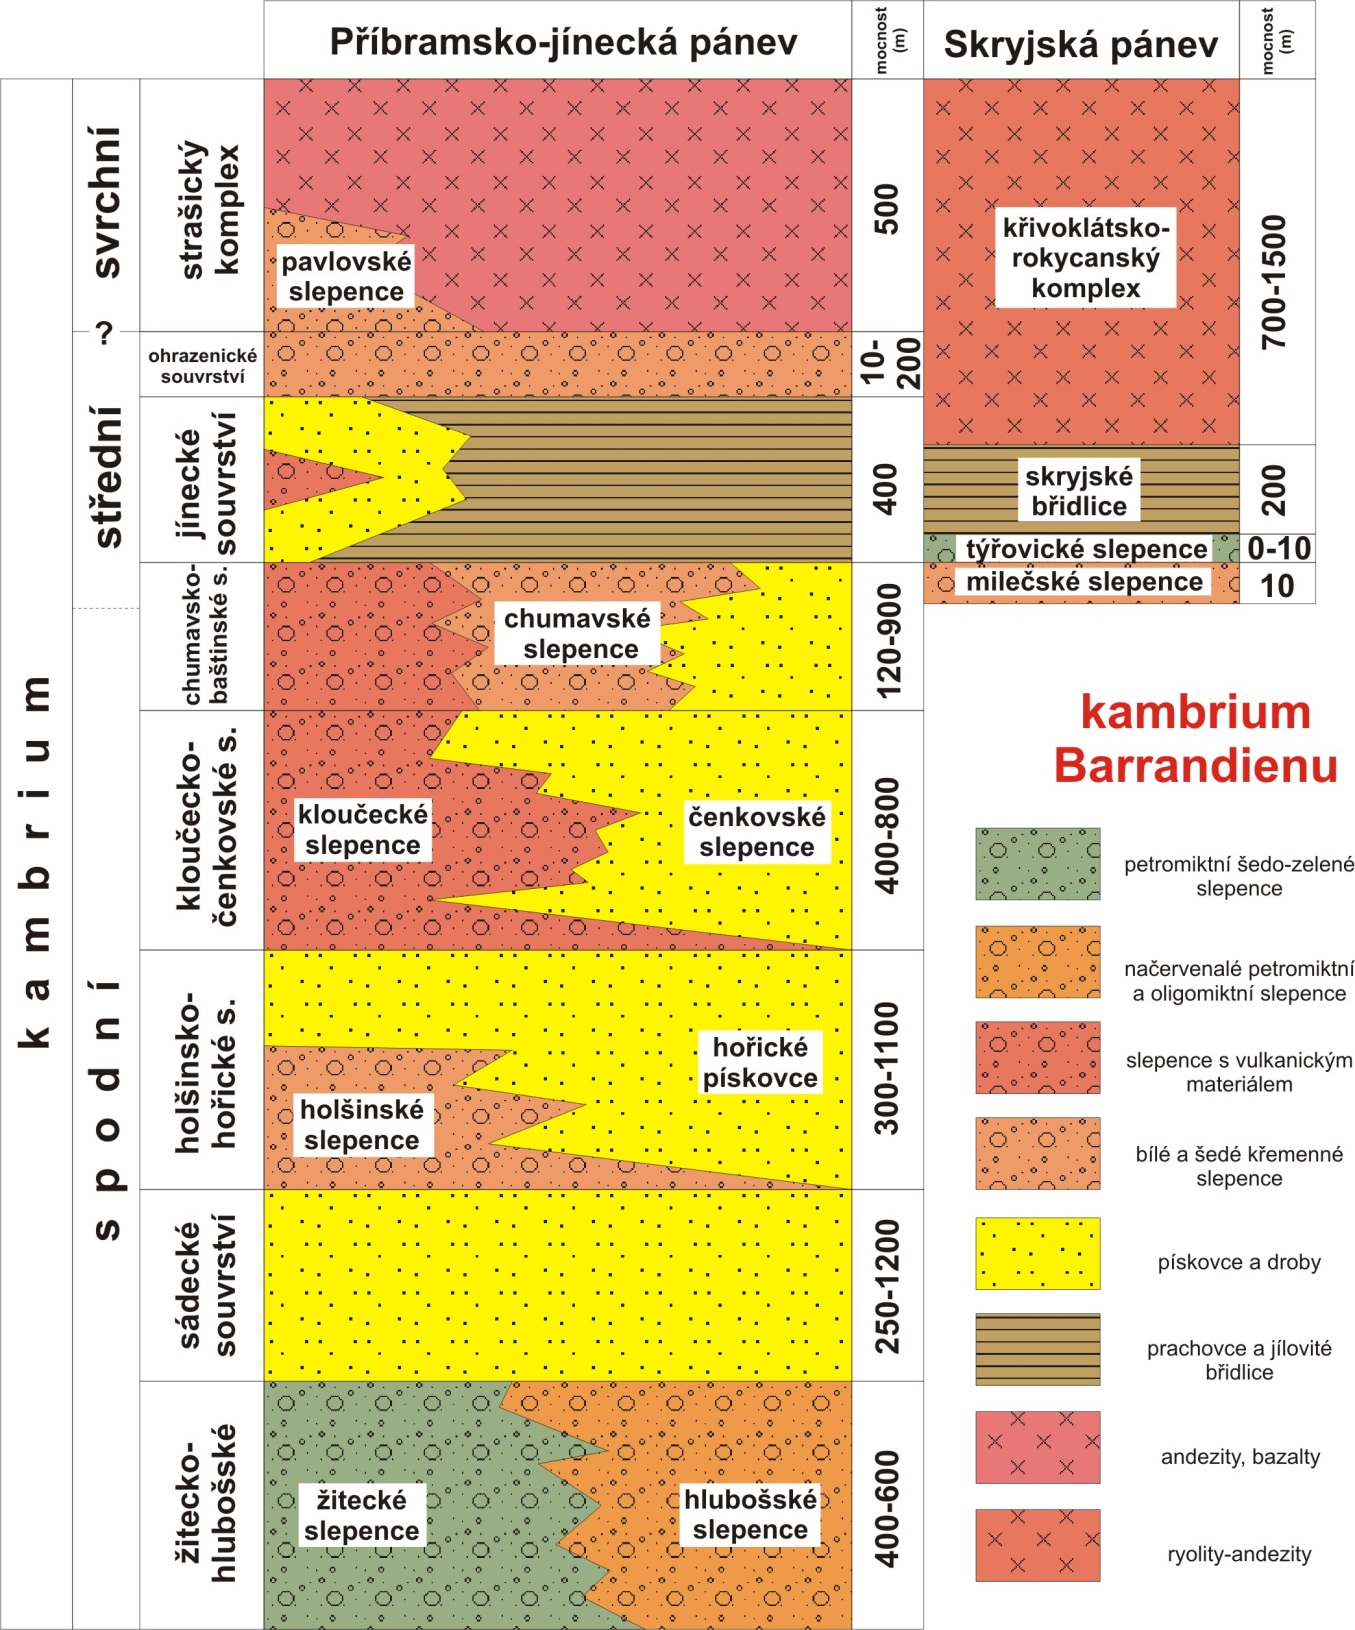 Příbramsko-jínecká pánev
mocnost
(m)
Skryjská pánev
mocnost
(m)
kambrium
svrchní
?
střední
spodní
strašický
komplex
pavlovské
slepence
500
ohrazenické
souvrství
10-
200
jínecké
souvrství
400
chumavsko-
baštinské s.
chumavské
slepence
120-900
kloučecko-
čenkovské s.
kloučecké
slepence
čenkovské
slepence
400-800
holšinsko-
hořické s.
holšinské
slepence
hořické
pískovce
300-1100
sádecké
souvrství
250-1200
žitecko-
hlubošské
žitecké
slepence
hlubošské
slepence
400-600
křivoklátsko-
rokycanský
komplex
700-1500
skryjské
břidlice
200
týřovické slepence
0-10
milečské slepence
10
kambrium
Barrandienu
petromiktní šedo-zelené
slepence
načervenalé petromiktní
a oligomiktní slepence
slepence s vulkanickým
materiálem
bílé a šedé křemenné
slepence
pískovce a droby
prachovce a jílovité
břidlice
andezity, bazalty
ryolity-andezity